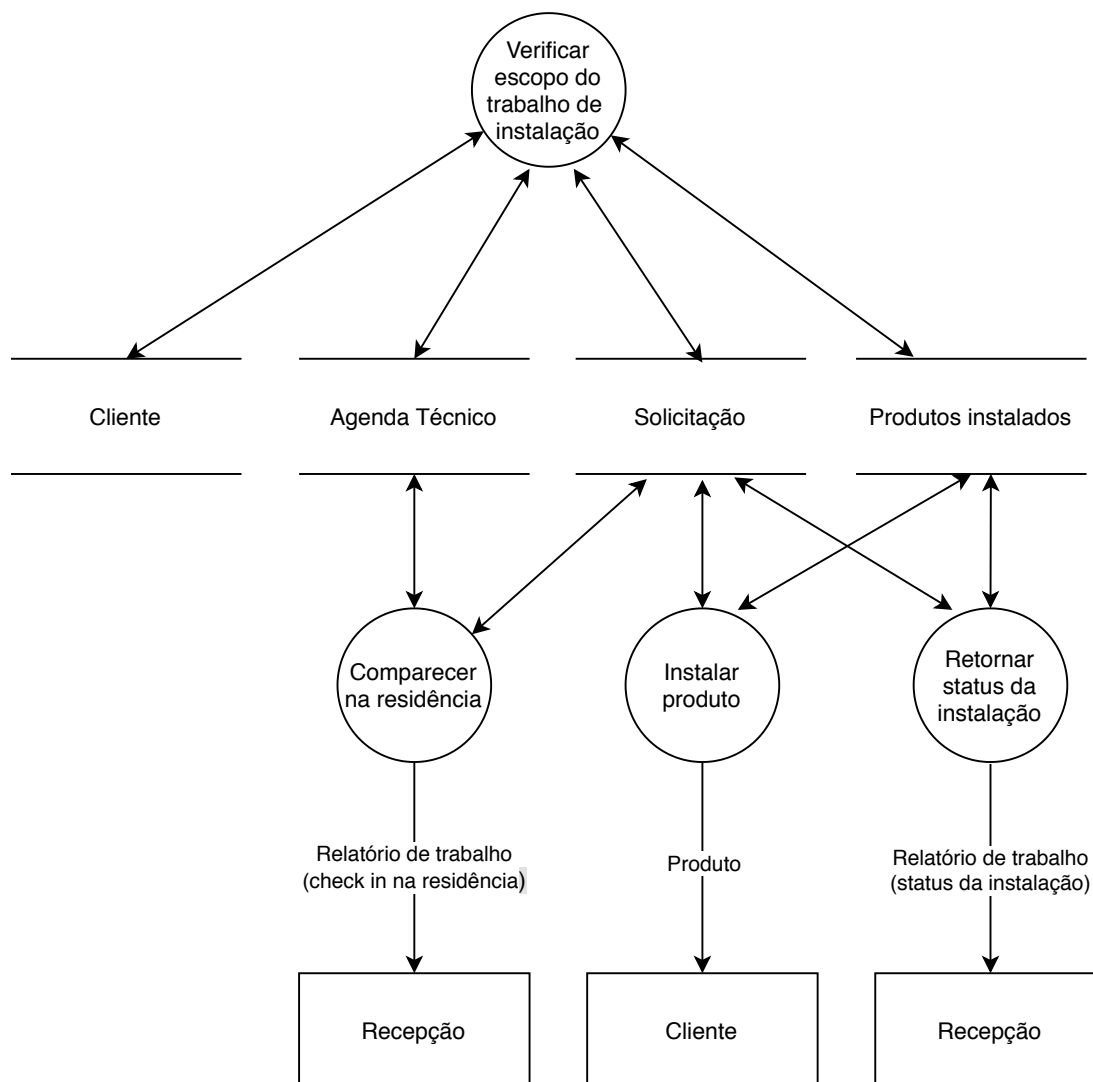 Verificar
escopo do
trabalho de
instalação
Cliente
Agenda Técnico
Solicitação
Produtos instalados
Comparecer
na residência
Instalar
produto
Retornar
status da
instalação
Relatório de trabalho
(check in na residência)
Produto
Relatório de trabalho
(status da instalação)
Recepção
Cliente
Recepção